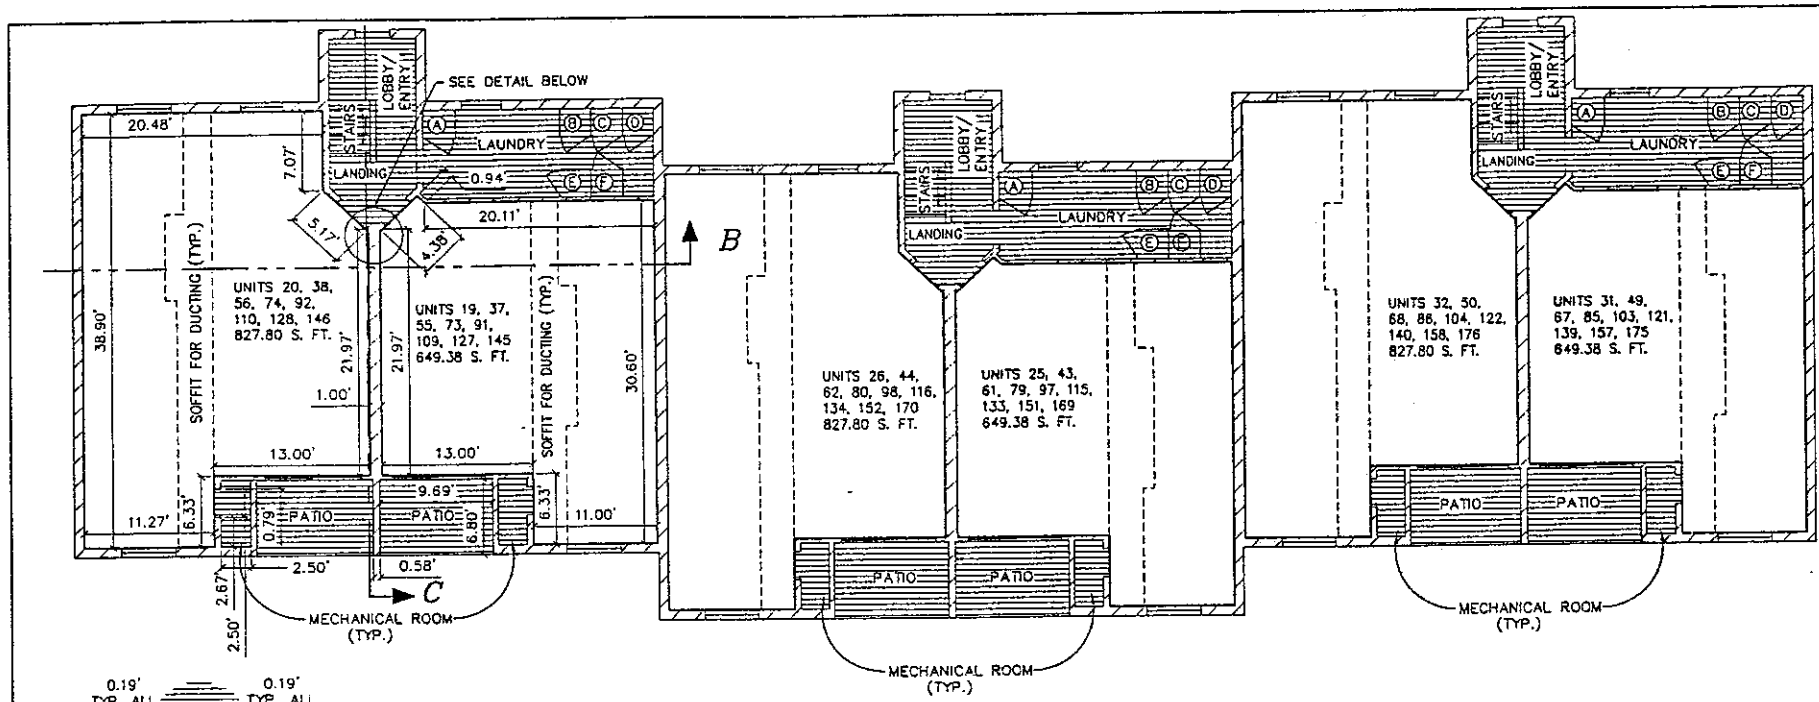 SEE DETAIL BELOW
LOBBY/
ENTRY
STAIRS
LANDING
LAUNDRY
A
B
C
D
E
F
20.48'
7.07'
0.94'
20.11'
5.17'
4.38'
B
SOFFIT FOR DUCTING (TYP.)
38.90'
UNITS 20, 38,
56, 74, 92,
110, 128, 146
827.80 S. FT.
21.97'
21.97'
UNITS 19, 37,
55, 73, 91,
109, 127, 145
649.38 S. FT.
SOFFIT FOR DUCTING (TYP.)
30.60'
1.00'
13.00'
13.00'
6.33'
9.69'
6.33'
11.27'
0.79'
PATIO
PATIO
6.80'
11.00'
2.50'
0.58'
2.67'
C
2.50'
MECHANICAL ROOM
(TYP.)
0.19'
TYP. ALL
0.19'
TYP. ALL
LOBBY/
ENTRY
STAIRS
LANDING
LAUNDRY
A
B
C
D
E
F
UNITS 26, 44,
62, 80, 98, 116,
134, 152, 170
827.80 S. FT.
UNITS 25, 43,
61, 79, 97, 115,
133, 151, 169
649.38 S. FT.
PATIO
PATIO
MECHANICAL ROOM
(TYP.)
LOBBY/
ENTRY
STAIRS
LANDING
LAUNDRY
A
B
C
D
E
F
UNITS 32, 50,
68, 86, 104, 122,
140, 158, 176
827.80 S. FT.
UNITS 31, 49,
67, 85, 103, 121,
139, 157, 175
649.38 S. FT.
PATIO
PATIO
MECHANICAL ROOM
(TYP.)